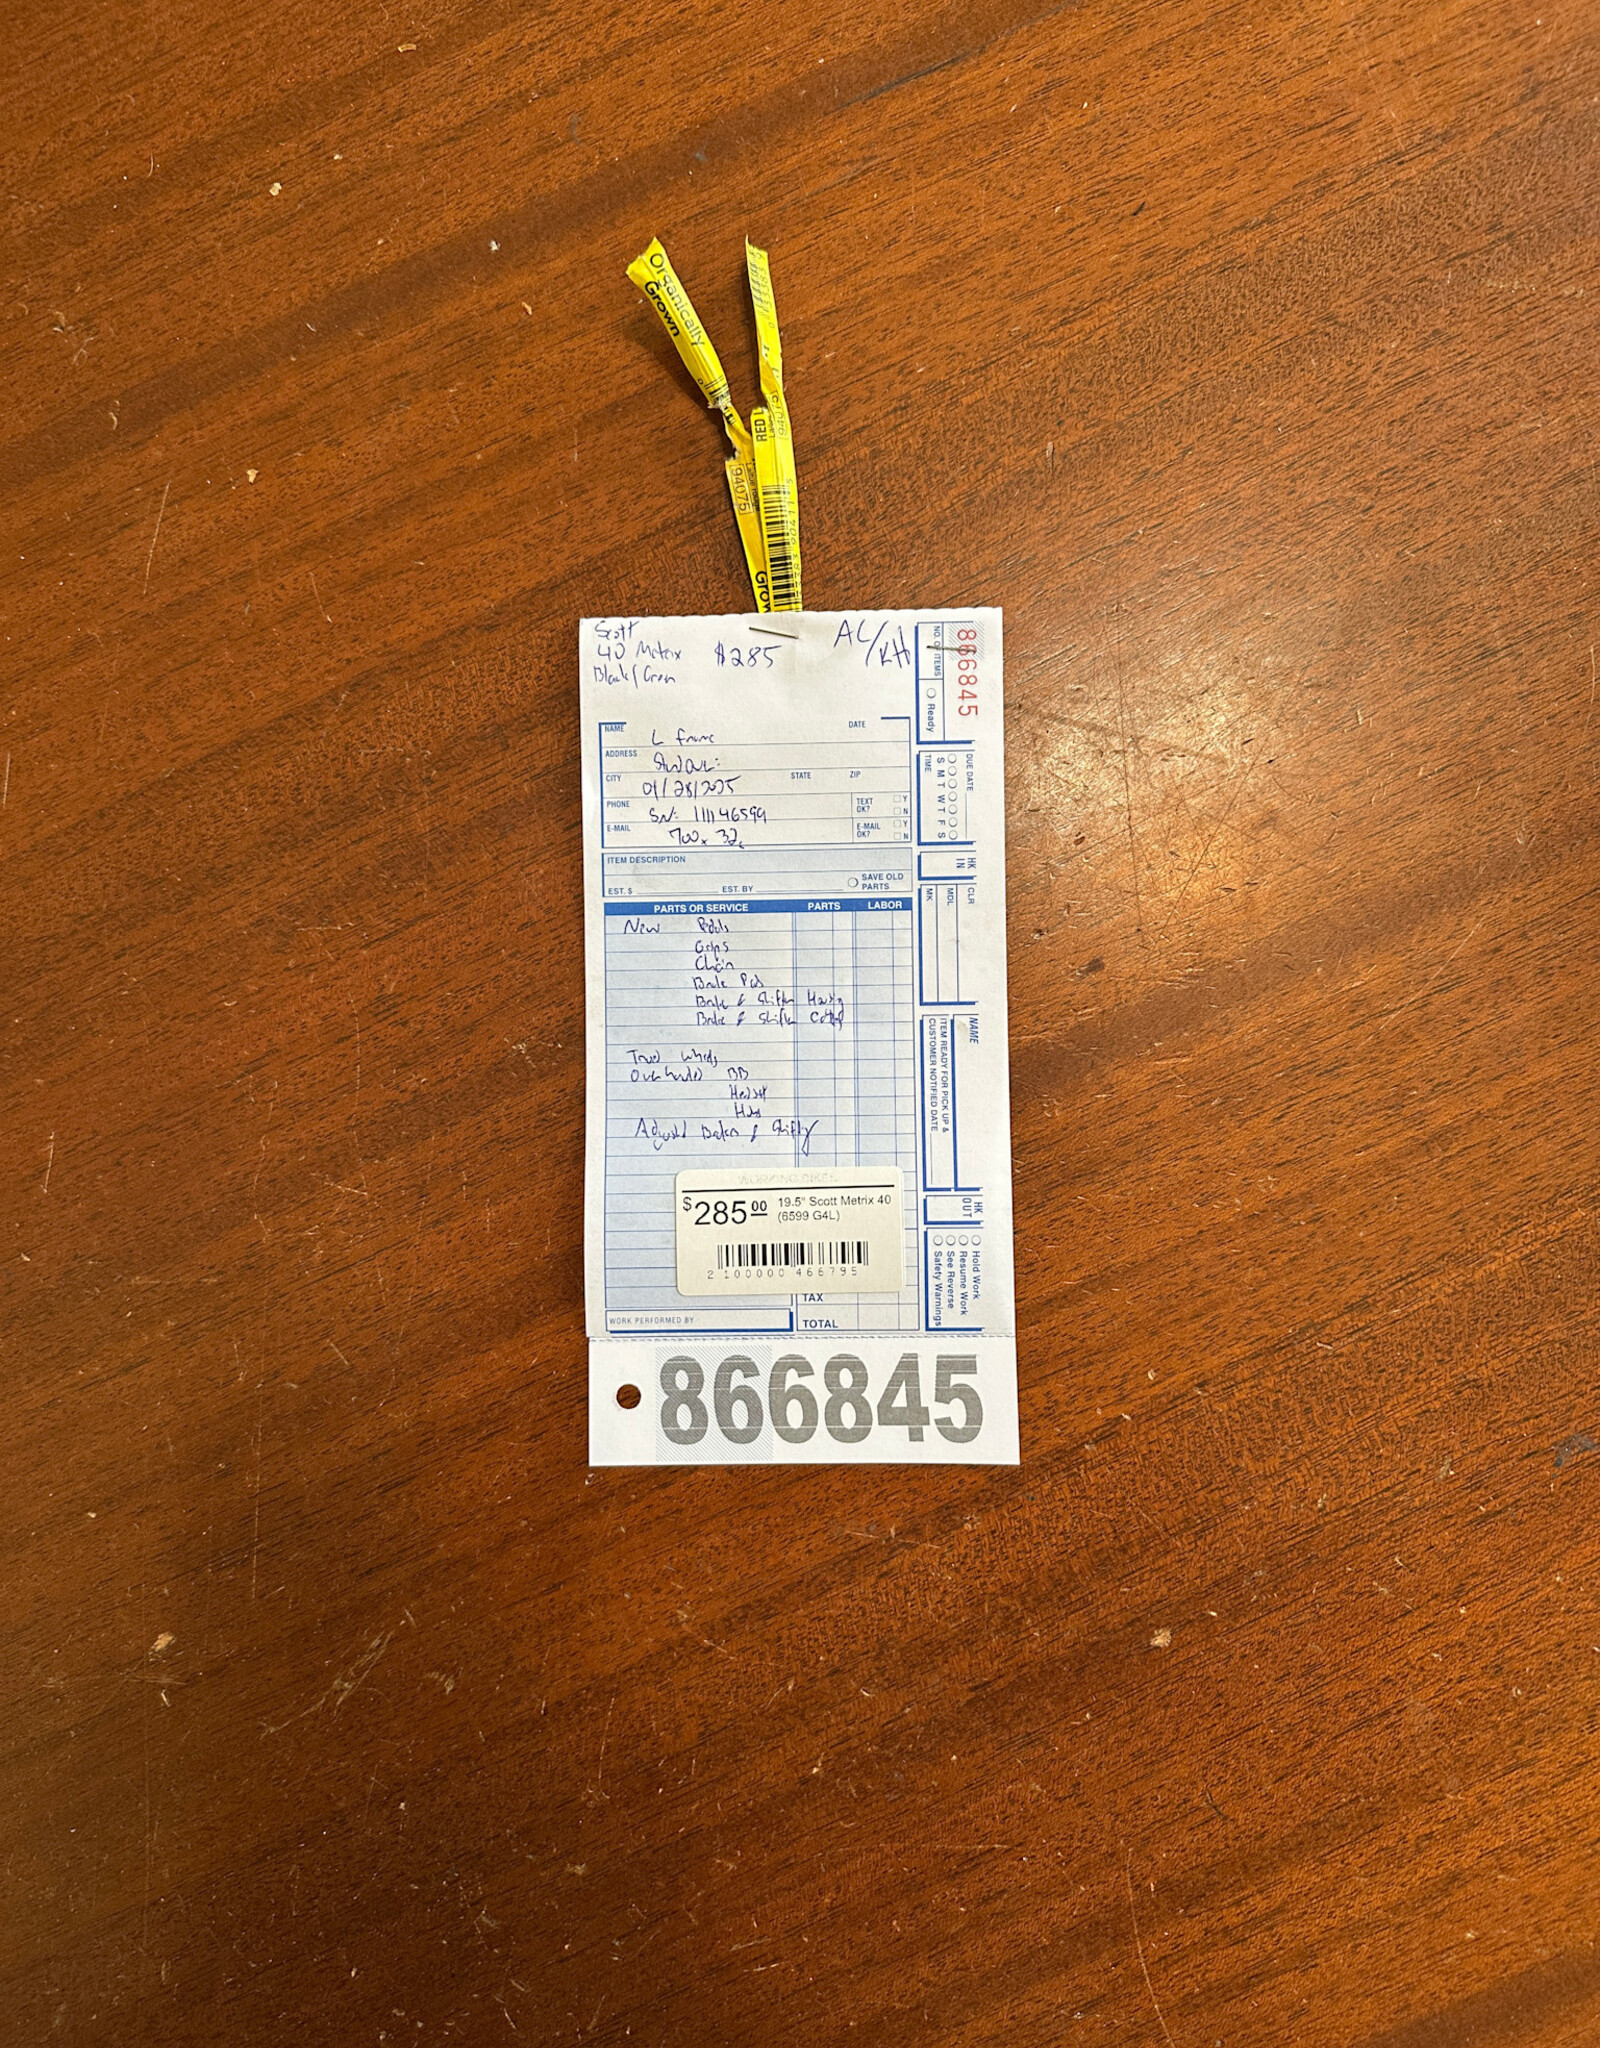 Organically
Grown
RED
94075
94075
Grow
Scott
40 Metrix
Black/Green
$285
AL/KH
866845
NO. OF ITEMS
Ready
NAME
L Frame
DATE
ADDRESS
CITY
01/28/2025
STATE
ZIP
PHONE
SN: 111146599
TEXT OK? Y N
E-MAIL
700 x 32c
E-MAIL OK? Y N
DUE DATE
S M T W T F S
TIME
ITEM DESCRIPTION
EST. $
EST. BY
SAVE OLD PARTS
HK IN
CLR
MDL
MK
PARTS OR SERVICE
PARTS
LABOR
New Pedals
Grips
Chain
Brake Pads
Brake & Shifter Housing
Brake & Shifter Cabling
Trued Wheels
Overhauled BB
Headset
Hubs
Adjusted Brakes & Shifting
NAME
ITEM READY FOR PICK UP &
CUSTOMER NOTIFIED DATE
HK OUT
Hold Work
Resume Work
See Reverse
Safety Warnings
$285.00
19.5" Scott Metrix 40
(6599 G4L)
2 100000 466795
TAX
WORK PERFORMED BY
TOTAL
866845